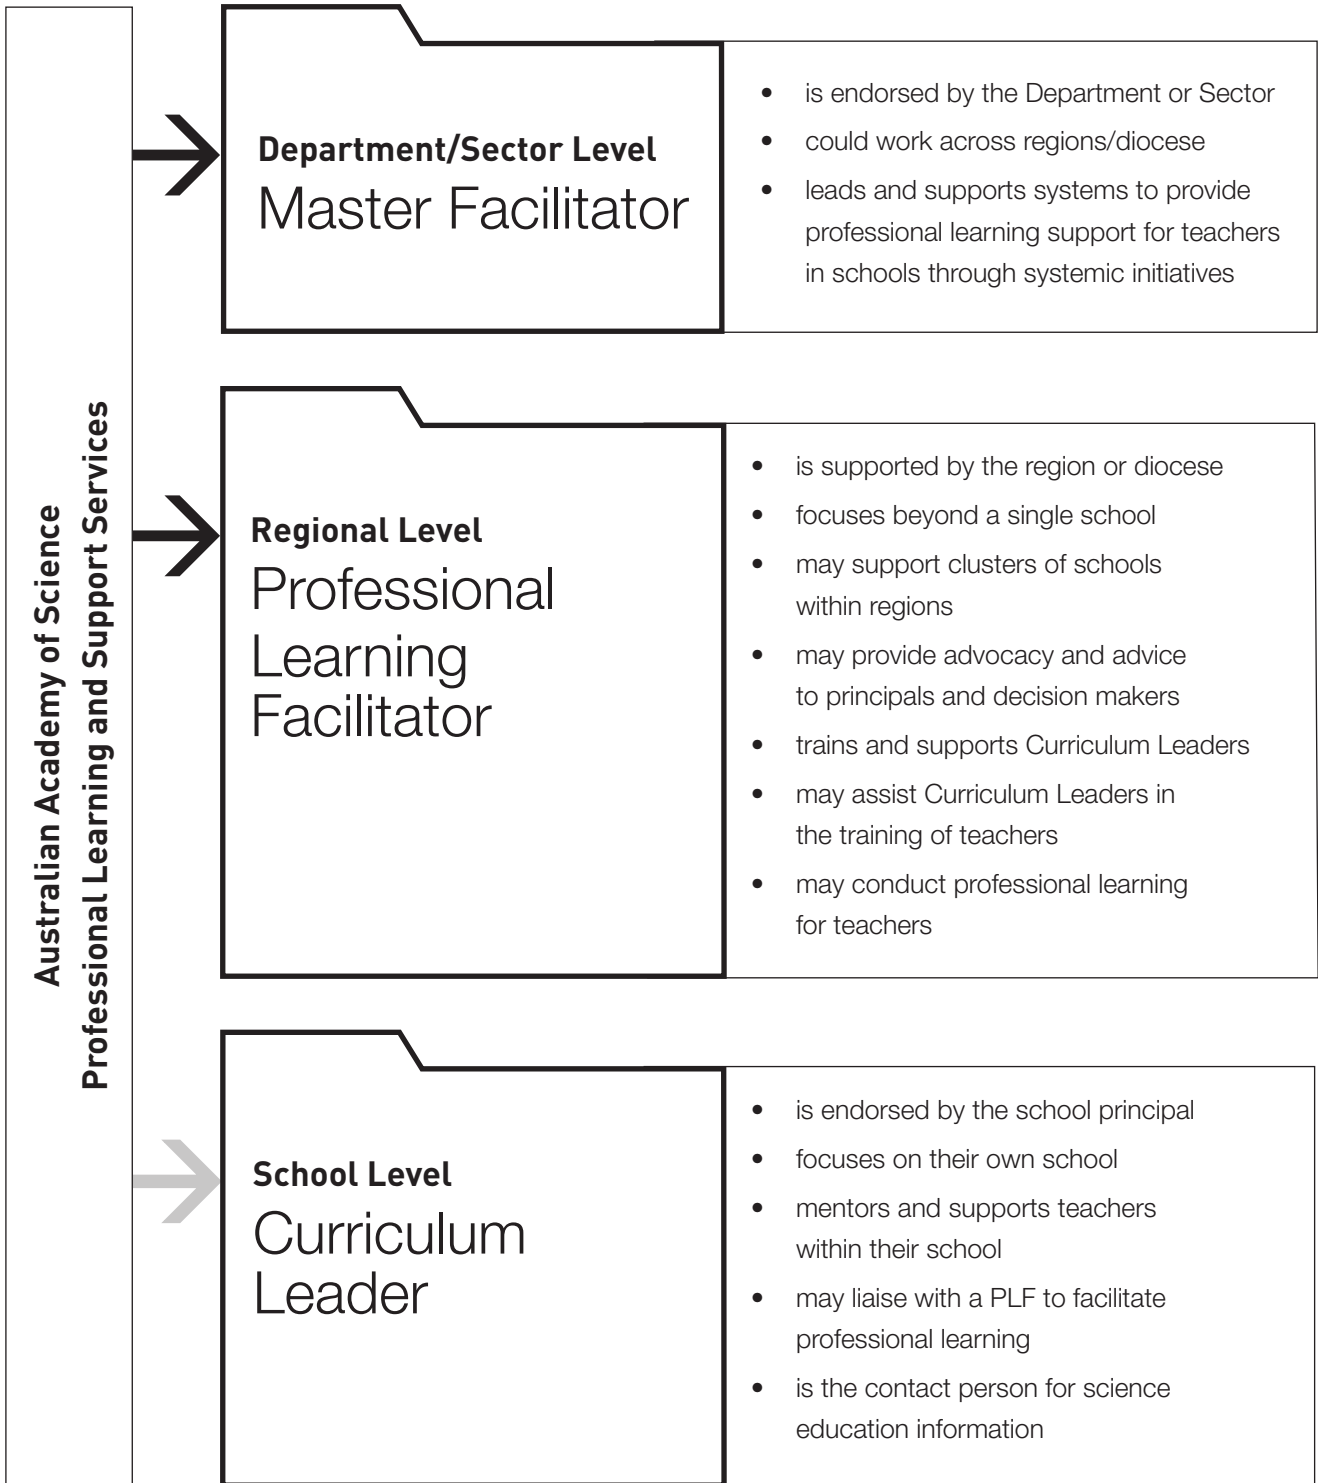 Australian Academy of Science
Professional Learning and Support Services
Department/Sector Level
Master Facilitator
• is endorsed by the Department or Sector
• could work across regions/diocese
• leads and supports systems to provide
professional learning support for teachers
in schools through systemic initiatives
Regional Level
Professional
Learning
Facilitator
• is supported by the region or diocese
• focuses beyond a single school
• may support clusters of schools
within regions
• may provide advocacy and advice
to principals and decision makers
• trains and supports Curriculum Leaders
• may assist Curriculum Leaders in
the training of teachers
• may conduct professional learning
for teachers
School Level
Curriculum
Leader
• is endorsed by the school principal
• focuses on their own school
• mentors and supports teachers
within their school
• may liaise with a PLF to facilitate
professional learning
• is the contact person for science
education information